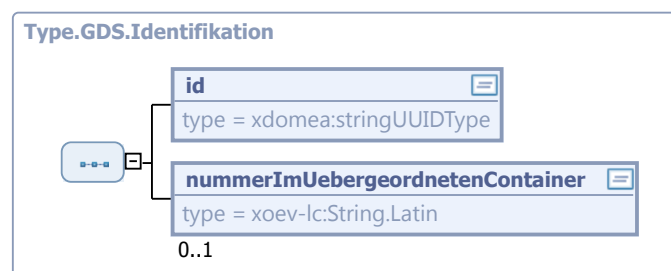 Type.GDS.Identifikation
id
type = xdomea:stringUUIDType
nummerImUebergeordnetenContainer
type = xoev-lc:String.Latin
0..1